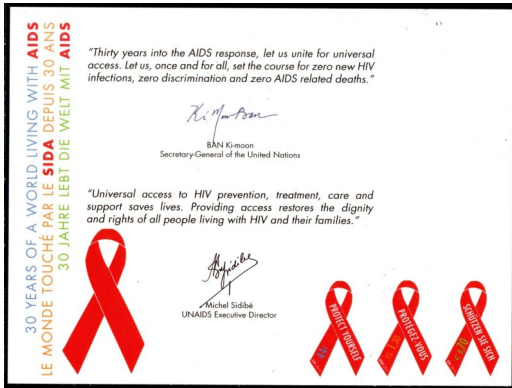 30 YEARS OF A WORLD LIVING WITH AIDS
LE MONDE TOUCHÉ PAR LE SIDA DEPUIS 30 ANS
30 JAHRE LEBT DIE WELT MIT AIDS
"Thirty years into the AIDS response, let us unite for universal
access. Let us, once and for all, set the course for zero new HIV
infections, zero discrimination and zero AIDS related deaths."
Ki Moon Ban
BAN Ki-moon
Secretary-General of the United Nations
"Universal access to HIV prevention, treatment, care and
support saves lives. Providing access restores the dignity
and rights of all people living with HIV and their families."
Michel Sidibé
UNAIDS Executive Director
PROTECT YOURSELF
44¢
PROTÉGEZ-VOUS
SCHÜTZEN SIE SICH